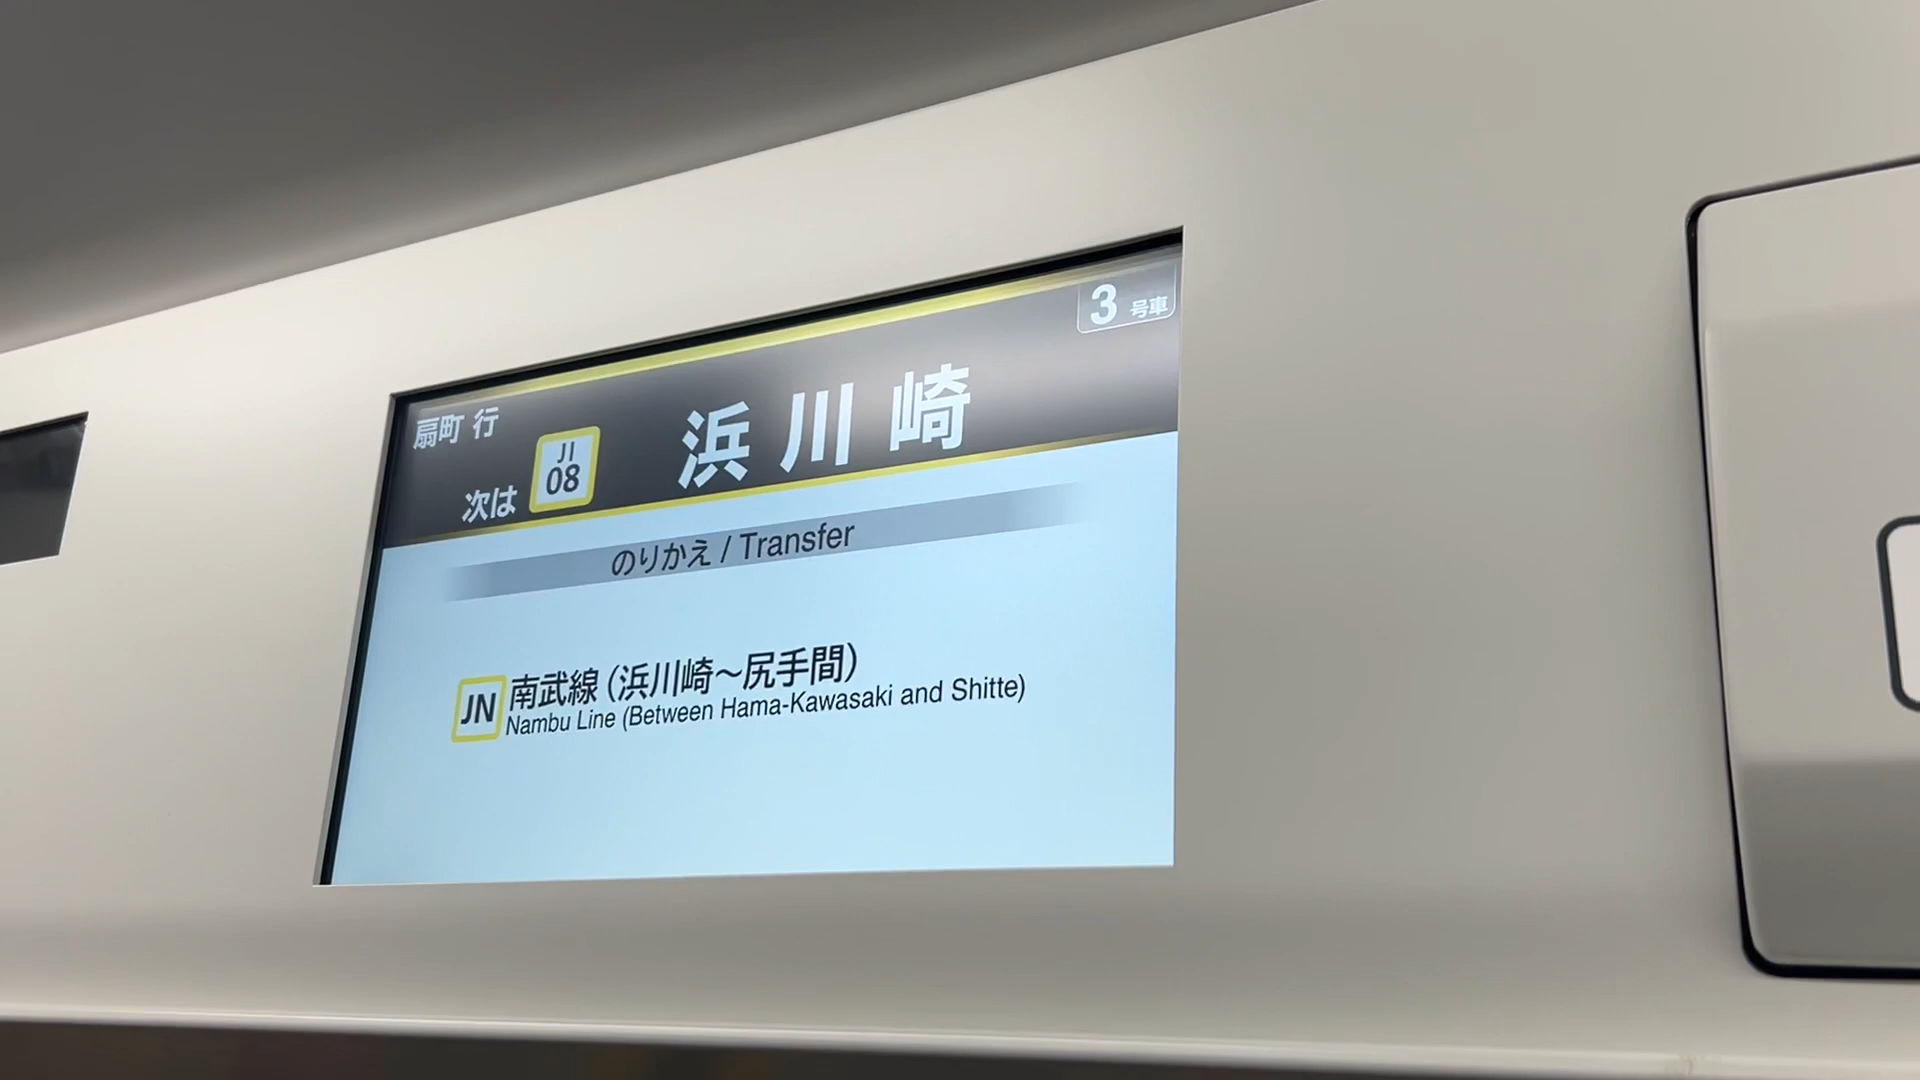 3 号車
扇町 行
次は JI 08 浜川崎
のりかえ / Transfer
JN 南武線（浜川崎～尻手間）
Nambu Line (Between Hama-Kawasaki and Shitte)